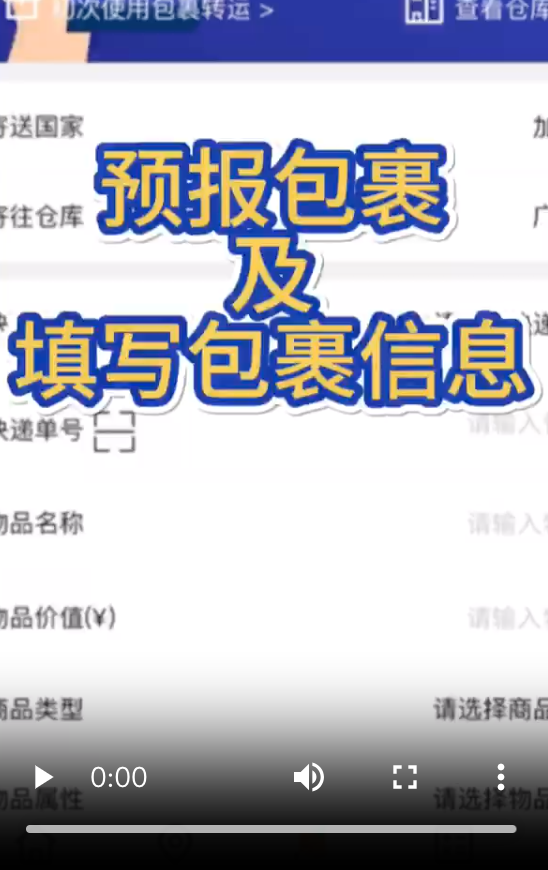 次使用包裹转运 >
查看仓库
寄送国家
预报包裹
寄往仓库
及
填写包裹信息
快递单号
请输入
物品名称
请输入
物品价值(¥)
请输入
商品类型
请选择商品
0:00
物品属性
请选择物品